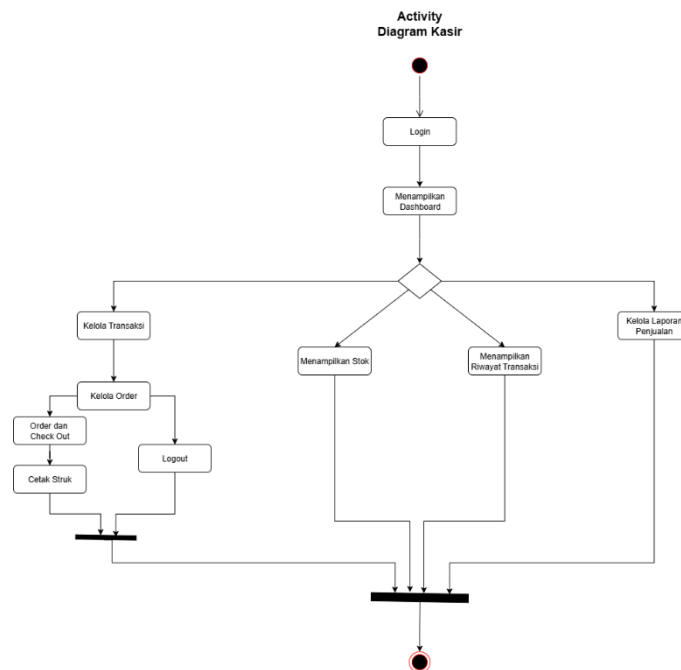 Activity
Diagram Kasir
Login
Menampilkan
Dashboard
Kelola Transaksi
Kelola Laporan
Penjualan
Menampilkan Stok
Menampilkan
Riwayat Transaksi
Kelola Order
Order dan
Check Out
Logout
Cetak Struk